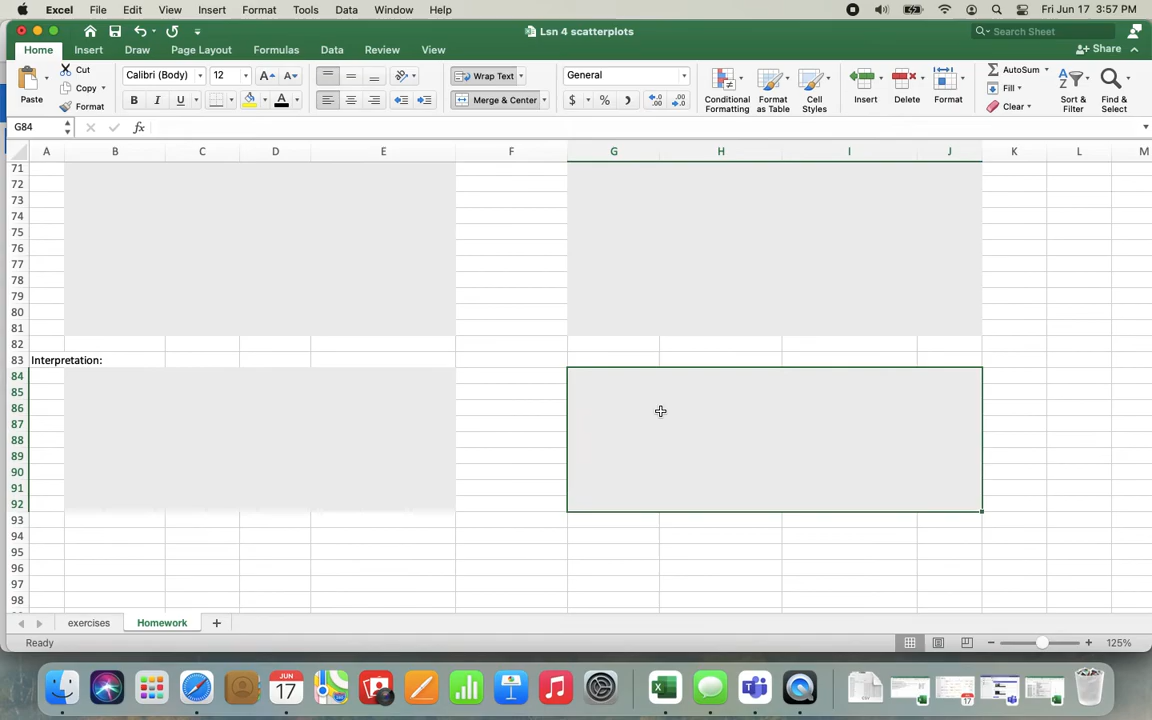 Excel File Edit View Insert Format Tools Data Window Help Fri Jun 17 3:57 PM
Lsn 4 scatterplots Search Sheet
Home Insert Draw Page Layout Formulas Data Review View Share
Paste Cut Copy Format
Calibri (Body) 12 A A
B I U A
Wrap Text
Merge & Center
General
$ % )
Conditional Formatting
Format as Table
Cell Styles
Insert Delete Format
AutoSum
Fill
Clear
Sort & Filter
Find & Select
G84 fx
A B C D E F G H I J K L M
71
72
73
74
75
76
77
78
79
80
81
82
83 Interpretation:
84
85
86
87
88
89
90
91
92
93
94
95
96
97
98
exercises Homework +
Ready 125%
JUN
17